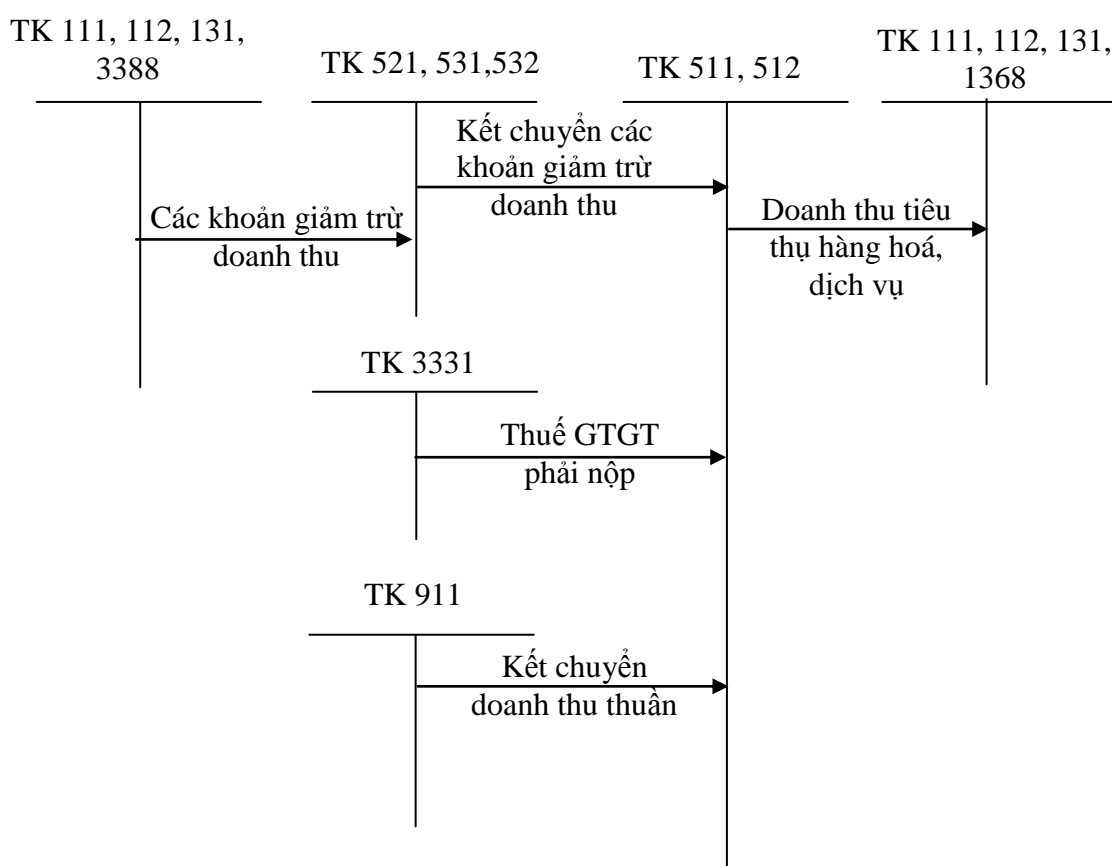 TK 111, 112, 131,
3388
TK 521, 531,532
TK 511, 512
TK 111, 112, 131,
1368
Kết chuyển các
khoản giảm trừ
doanh thu
Các khoản giảm trừ
doanh thu
Doanh thu tiêu
thụ hàng hoá,
dịch vụ
TK 3331
Thuế GTGT
phải nộp
TK 911
Kết chuyển
doanh thu thuần